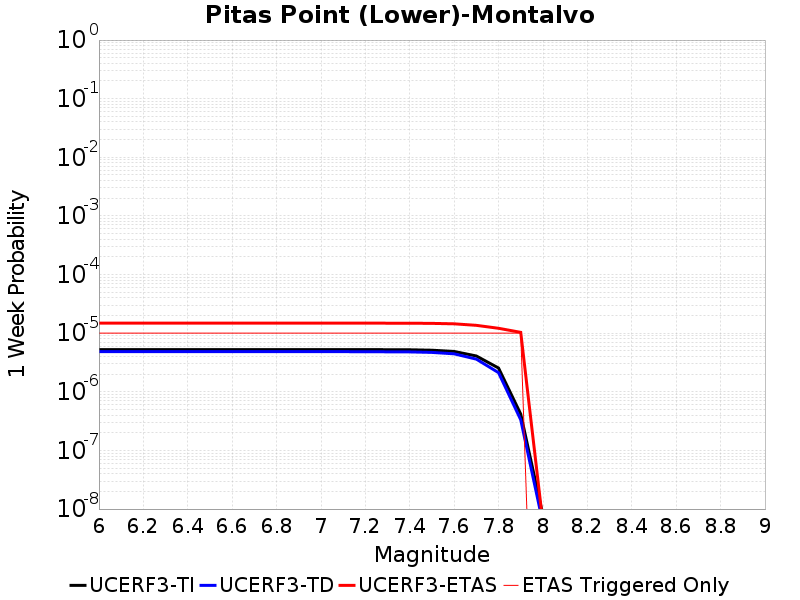 Pitas Point (Lower)-Montalvo
10^0
10^-1
10^-2
10^-3
10^-4
10^-5
10^-6
10^-7
10^-8
1 Week Probability
6 6.2 6.4 6.6 6.8 7 7.2 7.4 7.6 7.8 8 8.2 8.4 8.6 8.8 9
Magnitude
UCERF3-TI UCERF3-TD UCERF3-ETAS ETAS Triggered Only